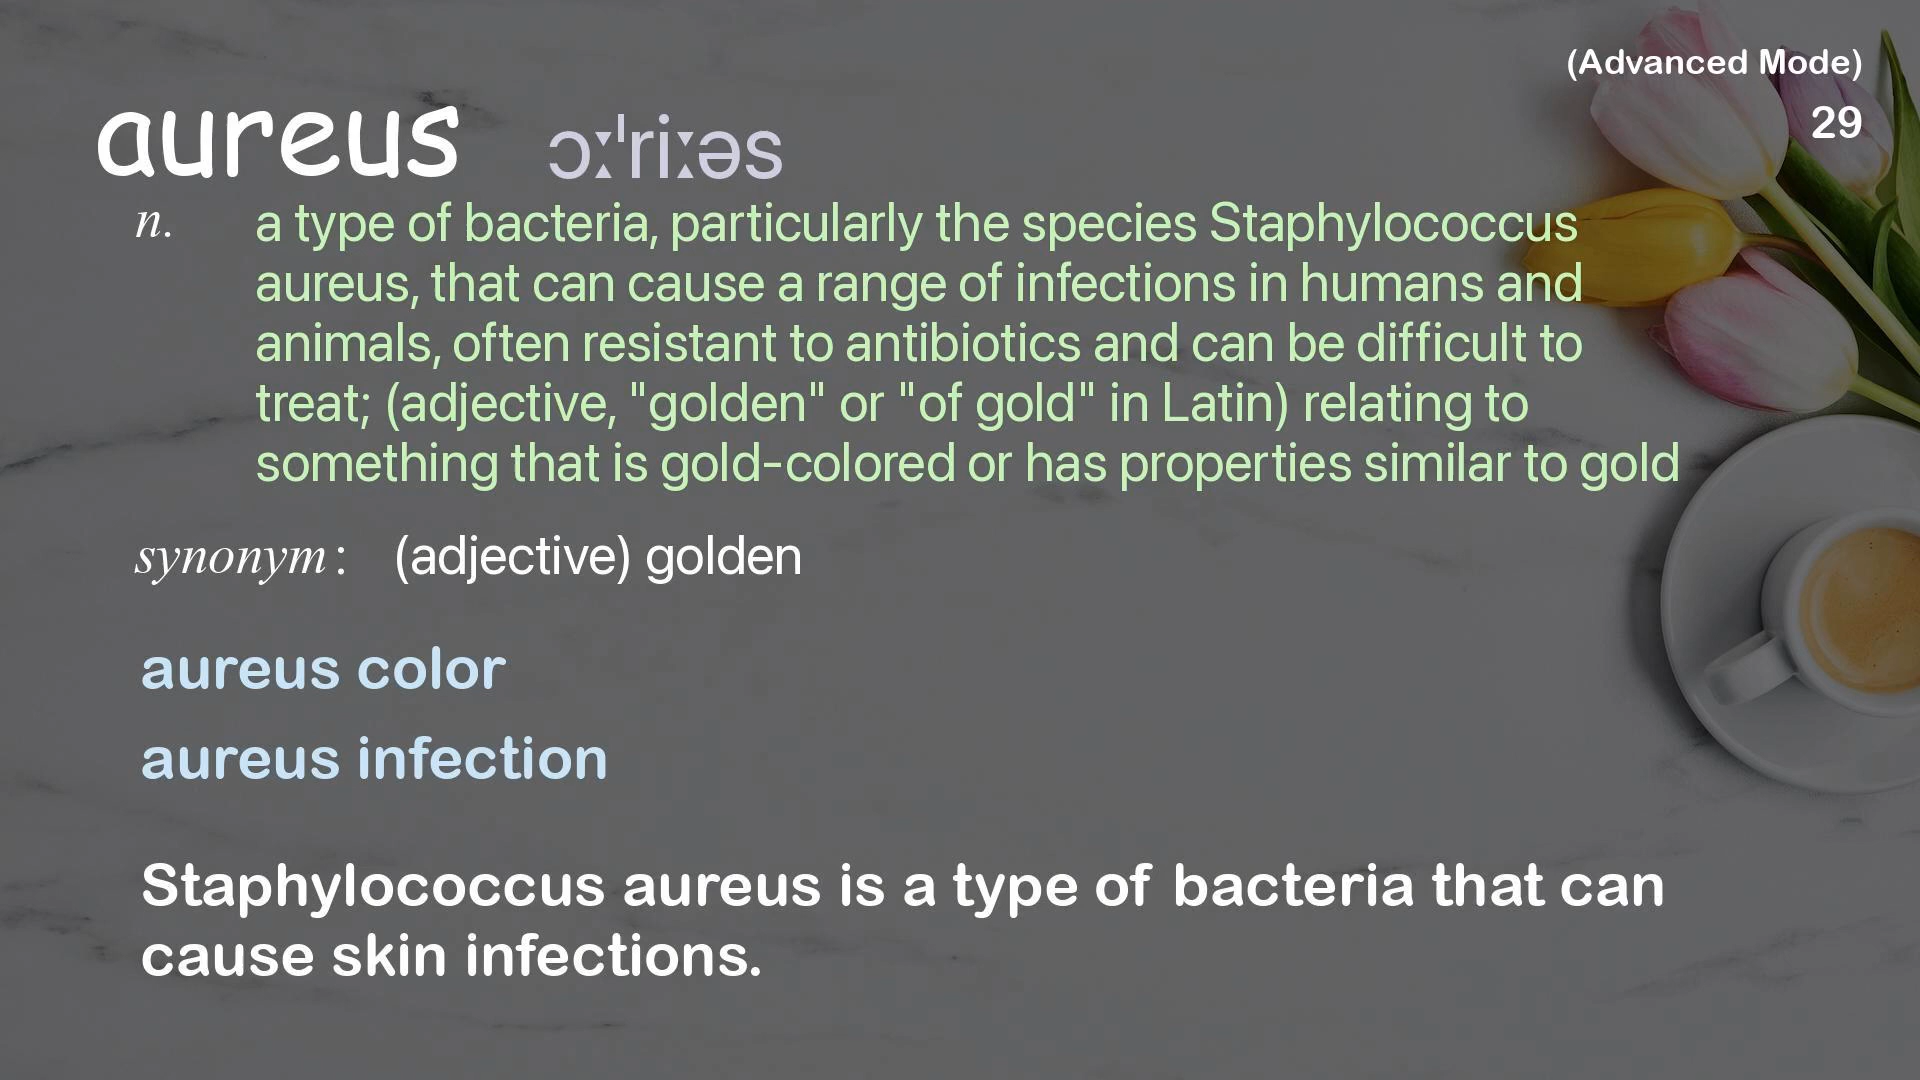 (Advanced Mode)
29
aureus ɔːˈriːəs
n. a type of bacteria, particularly the species Staphylococcus
aureus, that can cause a range of infections in humans and
animals, often resistant to antibiotics and can be difficult to
treat; (adjective, "golden" or "of gold" in Latin) relating to
something that is gold-colored or has properties similar to gold
synonym: (adjective) golden
aureus color
aureus infection
Staphylococcus aureus is a type of bacteria that can
cause skin infections.